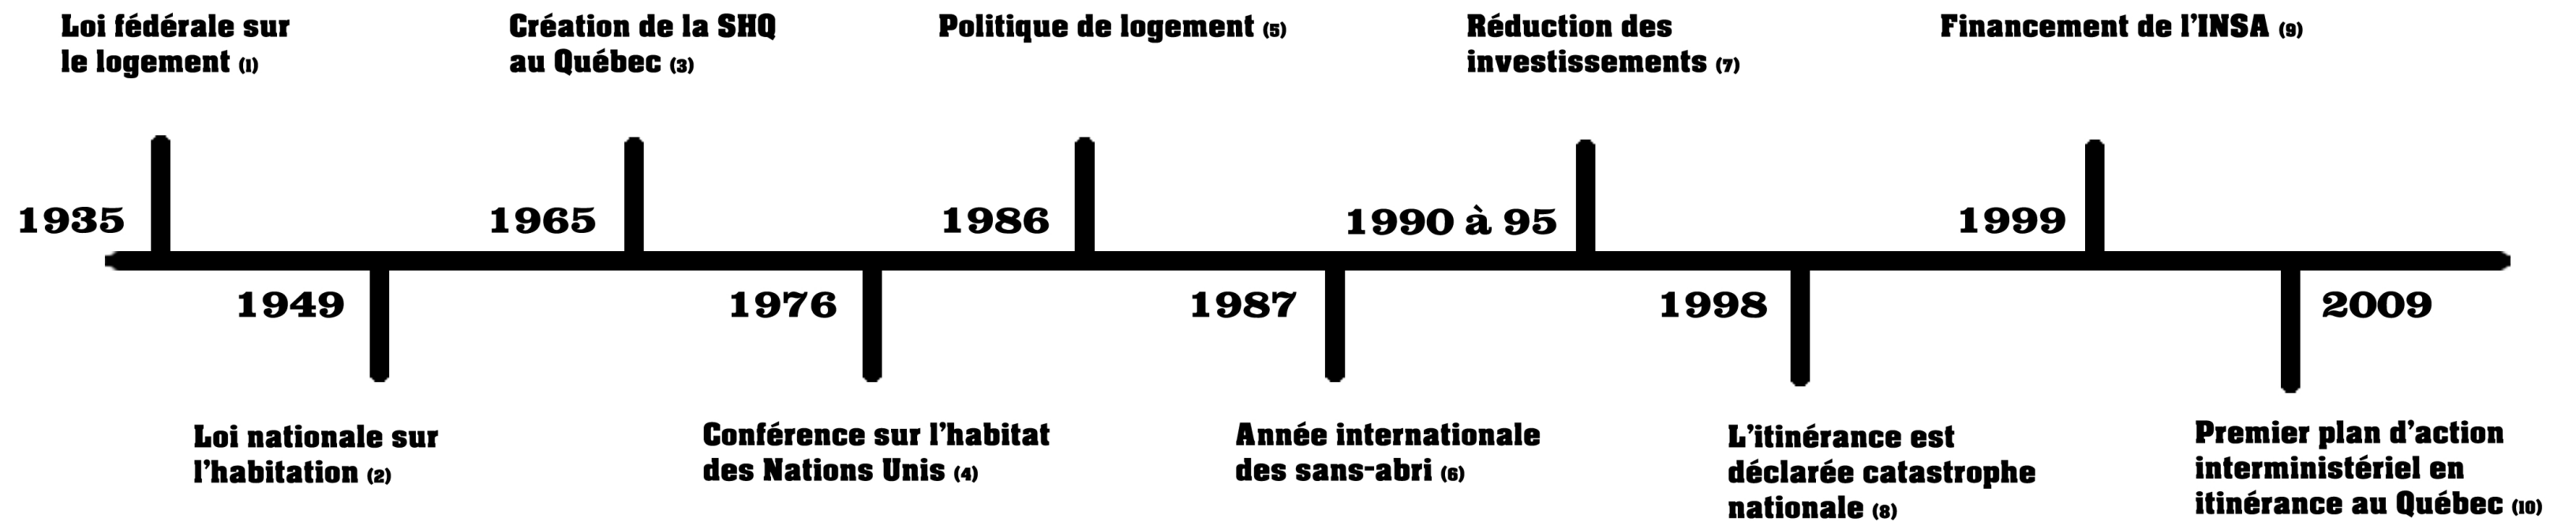 Loi fédérale sur
le logement (1)
Création de la SHQ
au Québec (3)
Politique de logement (5)
Réduction des
investissements (7)
Financement de l'INSA (9)
1935
1965
1986
1990 à 95
1999
1949
1976
1987
1998
2009
Loi nationale sur
l'habitation (2)
Conférence sur l'habitat
des Nations Unis (4)
Année internationale
des sans-abri (6)
L'itinérance est
déclarée catastrophe
nationale (8)
Premier plan d'action
interministériel en
itinérance au Québec (10)